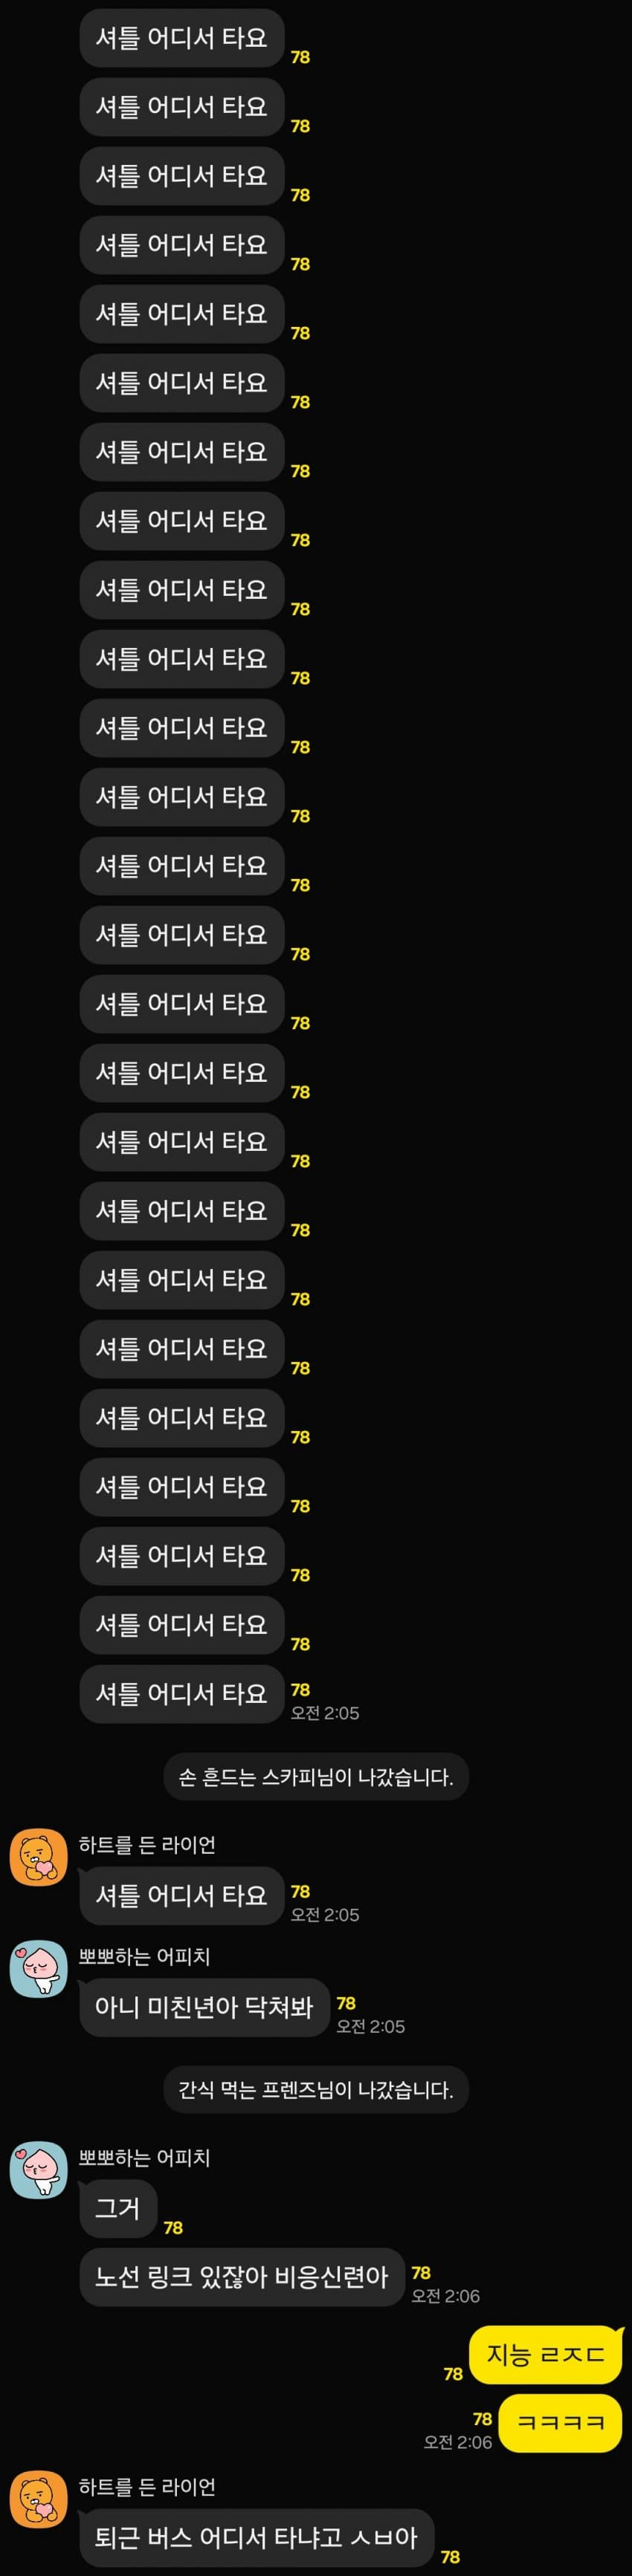 셔틀 어디서 타요
78
셔틀 어디서 타요
78
셔틀 어디서 타요
78
셔틀 어디서 타요
78
셔틀 어디서 타요
78
셔틀 어디서 타요
78
셔틀 어디서 타요
78
셔틀 어디서 타요
78
셔틀 어디서 타요
78
셔틀 어디서 타요
78
셔틀 어디서 타요
78
셔틀 어디서 타요
78
셔틀 어디서 타요
78
셔틀 어디서 타요
78
셔틀 어디서 타요
78
셔틀 어디서 타요
78
셔틀 어디서 타요
78
셔틀 어디서 타요
78
셔틀 어디서 타요
78
셔틀 어디서 타요
78
셔틀 어디서 타요
78
셔틀 어디서 타요
78
셔틀 어디서 타요
78
셔틀 어디서 타요
78
셔틀 어디서 타요
78
오전 2:05
손 흔드는 스카피님이 나갔습니다.
하트를 든 라이언
셔틀 어디서 타요
78
오전 2:05
뽀뽀하는 어피치
아니 미친년아 닥쳐봐
78
오전 2:05
간식 먹는 프렌즈님이 나갔습니다.
뽀뽀하는 어피치
그거
78
노선 링크 있잖아 비응신련아
78
오전 2:06
지능 ㄹㅈㄷ
78
ㅋㅋㅋㅋ
78
오전 2:06
하트를 든 라이언
퇴근 버스 어디서 타냐고 ㅅㅂ아
78